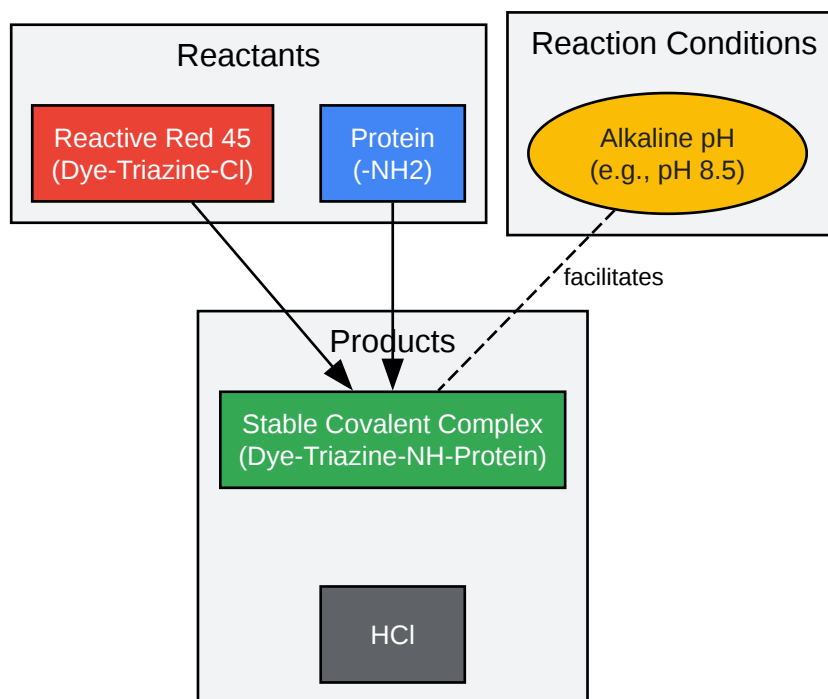 Reactants
Reaction Conditions
Reactive Red 45
(Dye-Triazine-Cl)
Protein
(-NH2)
Alkaline pH
(e.g., pH 8.5)
facilitates
Products
Stable Covalent Complex
(Dye-Triazine-NH-Protein)
HCl